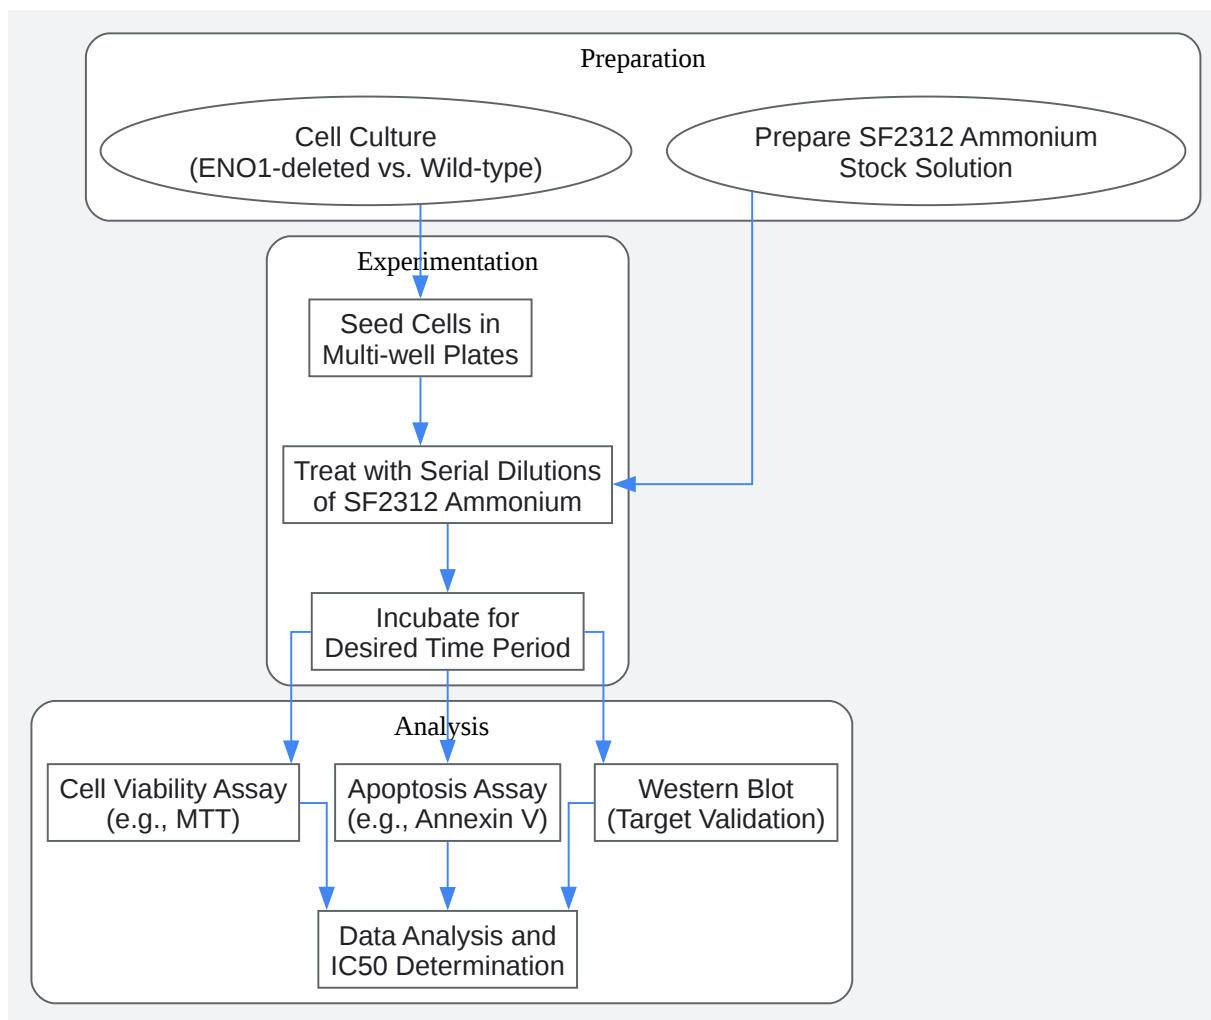 Preparation
Cell Culture
(ENO1-deleted vs. Wild-type)
Prepare SF2312 Ammonium
Stock Solution
Experimentation
Seed Cells in
Multi-well Plates
Treat with Serial Dilutions
of SF2312 Ammonium
Incubate for
Desired Time Period
Analysis
Cell Viability Assay
(e.g., MTT)
Apoptosis Assay
(e.g., Annexin V)
Western Blot
(Target Validation)
Data Analysis and
IC50 Determination